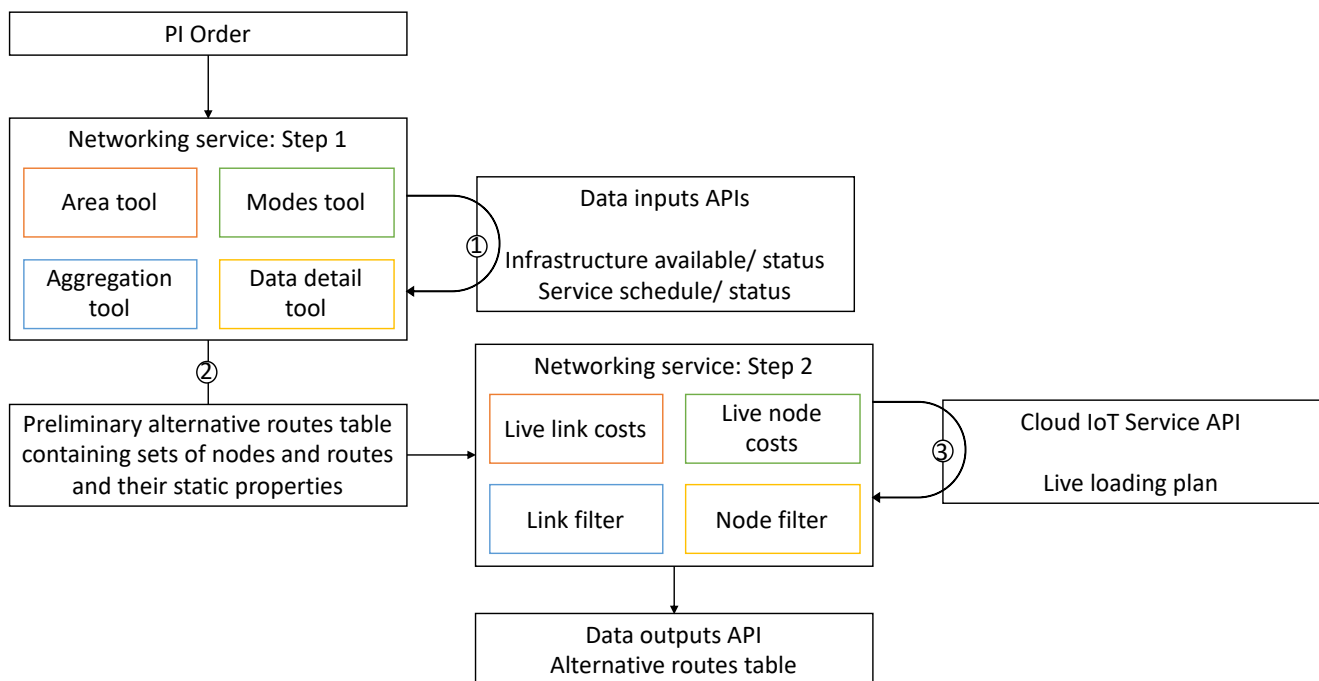 PI Order
Networking service: Step 1
Area tool
Modes tool
Aggregation
tool
Data detail
tool
1
Data inputs APIs
Infrastructure available/ status
Service schedule/ status
2
Preliminary alternative routes table
containing sets of nodes and routes
and their static properties
Networking service: Step 2
Live link costs
Live node
costs
Link filter
Node filter
3
Cloud IoT Service API
Live loading plan
Data outputs API
Alternative routes table